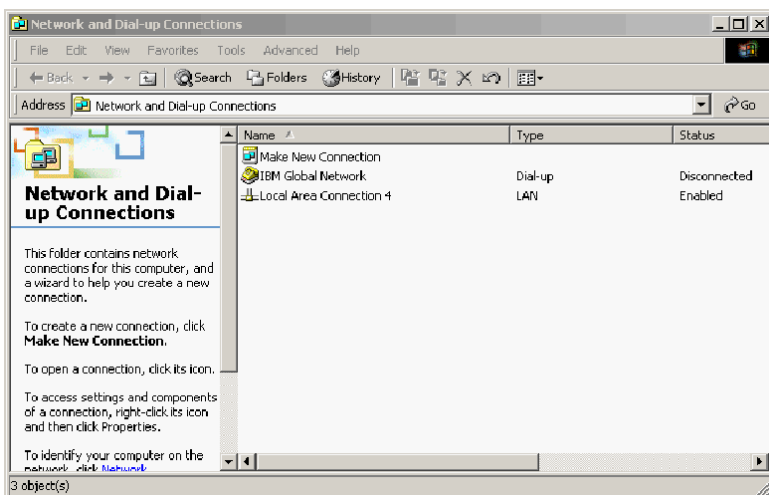 Network and Dial-up Connections
File Edit View Favorites Tools Advanced Help
Back Search Folders History
Address Network and Dial-up Connections Go
Name Type Status
Make New Connection
IBM Global Network Dial-up Disconnected
Local Area Connection 4 LAN Enabled
Network and Dial-
up Connections
This folder contains network
connections for this computer, and
a wizard to help you create a new
connection.
To create a new connection, click
Make New Connection.
To open a connection, click its icon.
To access settings and components
of a connection, right-click its icon
and then click Properties.
To identify your computer on the
network, click Network
3 object(s)